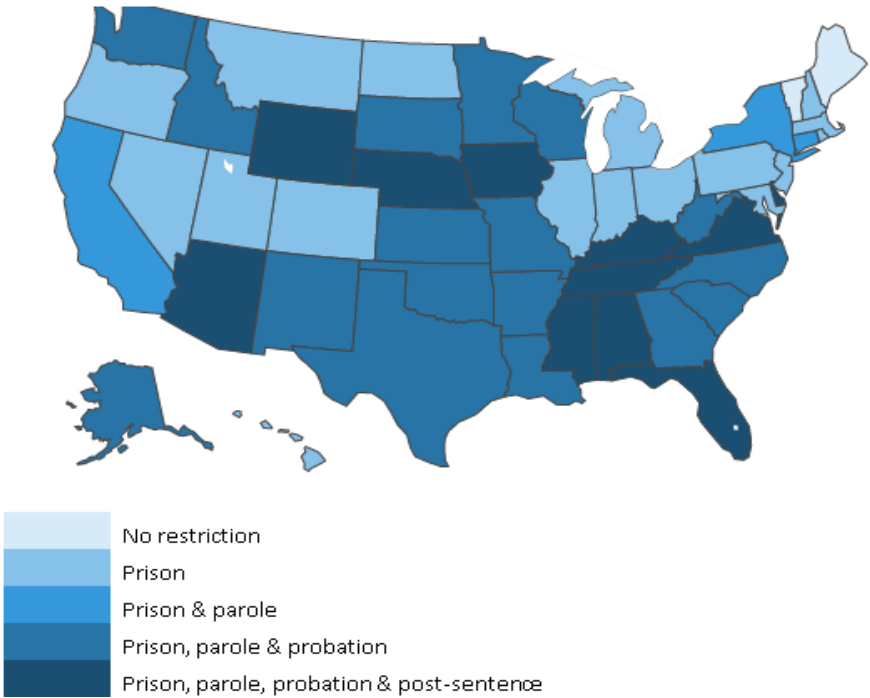 No restriction
Prison
Prison & parole
Prison, parole & probation
Prison, parole, probation & post-sentence